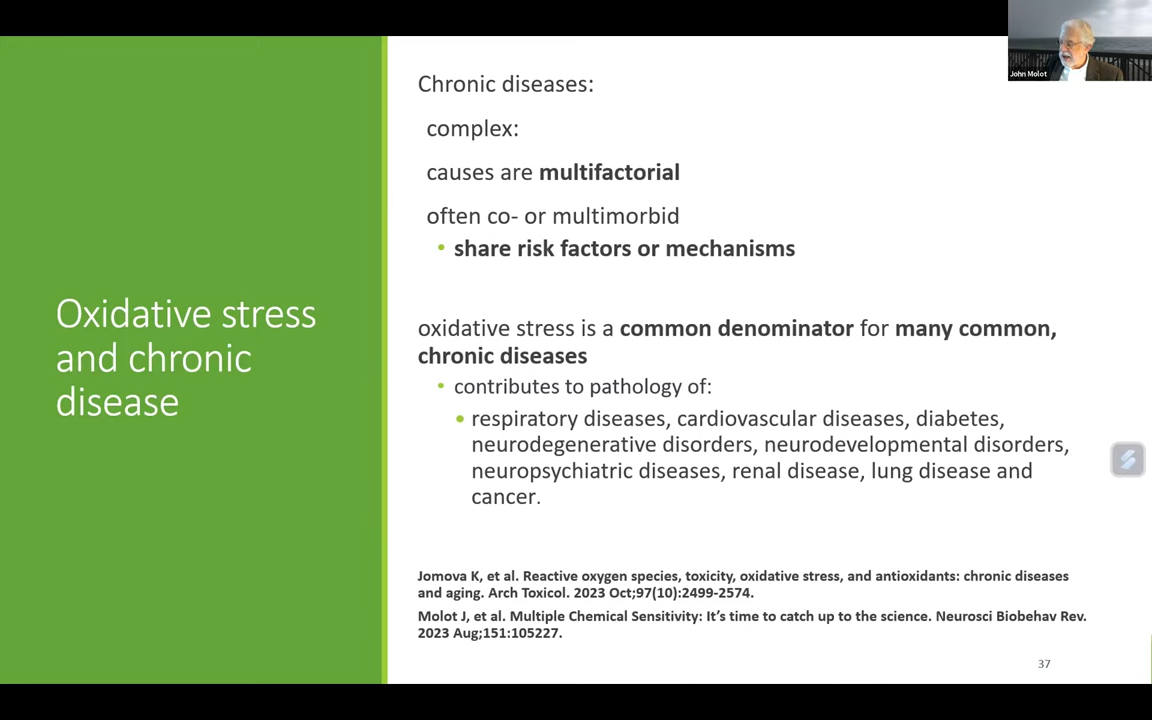 John Molot
Oxidative stress
and chronic
disease
Chronic diseases:
complex:
causes are multifactorial
often co- or multimorbid
• share risk factors or mechanisms
oxidative stress is a common denominator for many common,
chronic diseases
• contributes to pathology of:
• respiratory diseases, cardiovascular diseases, diabetes,
neurodegenerative disorders, neurodevelopmental disorders,
neuropsychiatric diseases, renal disease, lung disease and
cancer.
Jomova K, et al. Reactive oxygen species, toxicity, oxidative stress, and antioxidants: chronic diseases
and aging. Arch Toxicol. 2023 Oct;97(10):2499-2574.
Molot J, et al. Multiple Chemical Sensitivity: It’s time to catch up to the science. Neurosci Biobehav Rev.
2023 Aug;151:105227.
37